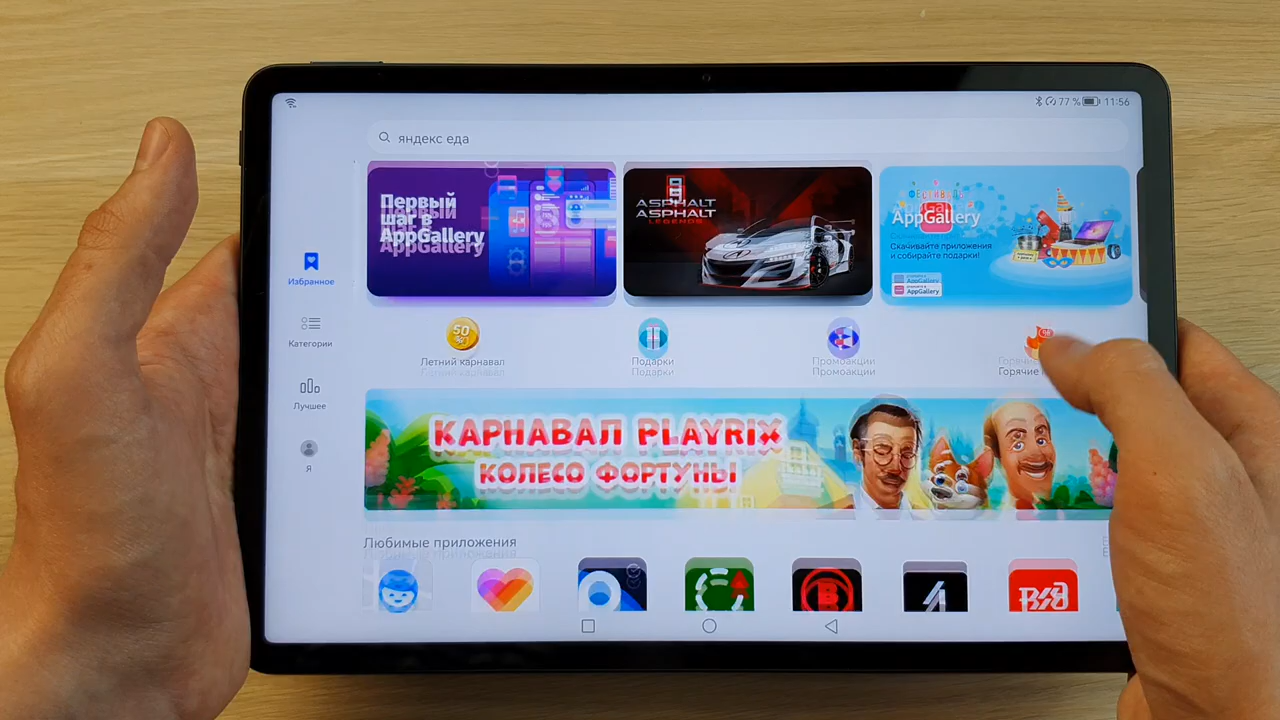 77 % 11:56
яндекс еда
Первый
шаг в
AppGallery
ASPHALT
LEGENDS
AppGallery
Скачивайте приложения
и собирайте подарки!
AppGallery
Избранное
Категории
Лучшее
Я
Летний карнавал
Подарки
Промоакции
Горячие
КАРНАВАЛ PLAYRIX
КОЛЕСО ФОРТУНЫ
Любимые приложения